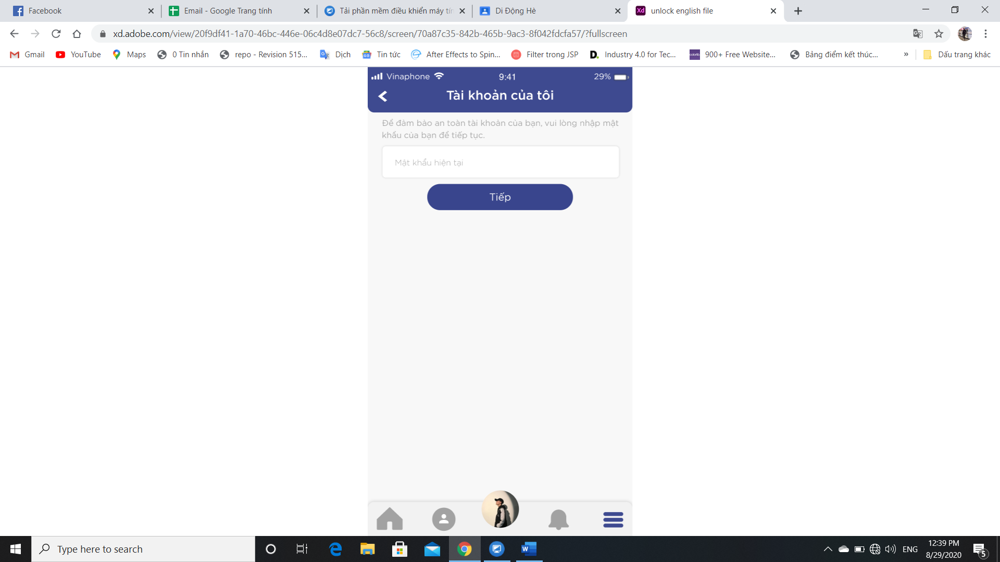 Facebook
Email - Google Trang tính
Tải phần mềm điều khiển máy tín
Di Động Hè
Xd unlock english file
xd.adobe.com/view/20f9df41-1a70-46bc-446e-06c4d8e07dc7-56c8/screen/70a87c35-842b-465b-9ac3-8f042fdcfa57/?fullscreen
Gmail YouTube Maps 0 Tin nhắn repo - Revision 515... Dịch Tin tức After Effects to Spin... Filter trong JSP D. Industry 4.0 for Tec... colorlib 900+ Free Website... Bảng điểm kết thúc... » Dấu trang khác
Vinaphone 9:41 29%
Tài khoản của tôi
Để đảm bảo an toàn tài khoản của bạn, vui lòng nhập mật
khẩu của bạn để tiếp tục.
Mật khẩu hiện tại
Tiếp
Type here to search
ENG
12:39 PM
8/29/2020
5